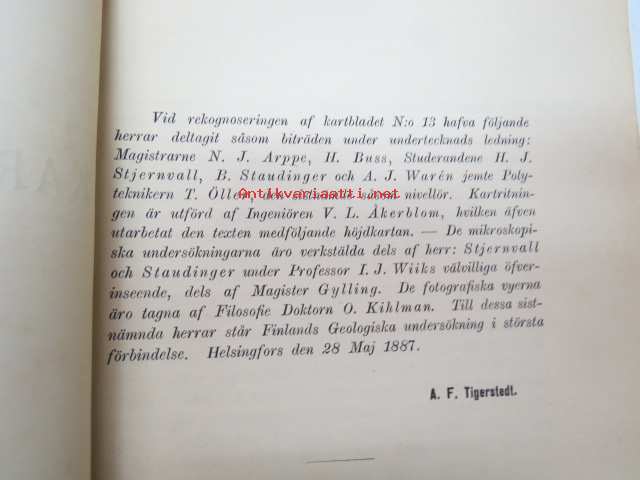 Vid rekognoseringen af kartbladet N:o 13 hafva följande
herrar deltagit såsom biträden under undertecknads ledning:
Magistrarne N. J. Arppe, H. Buss, Studerandene H. J.
Stjernvall, B. Staudinger och A. J. Warén jemte Poly-
teknikern T. Öller, den sistnämde såsom nivellör. Kartritnin-
gen är utförd af Ingeniören V. L. Åkerblom, hvilken äfven
utarbetat den texten medföljande höjdkartan. — De mikroskopi-
ska undersökningarna äro verkstälda dels af herr: Stjernvall
och Staudinger under Professor I. J. Wiiks välvilliga öfver-
inseende, dels af Magister Gylling. De fotografiska vyerna
äro tagna af Filosofie Doktorn O. Kihlman. Till dessa sist-
nämnda herrar står Finlands Geologiska undersökning i största
förbindelse. Helsingfors den 28 Maj 1887.
A. F. Tigerstedt.
Antikvariaatti.net